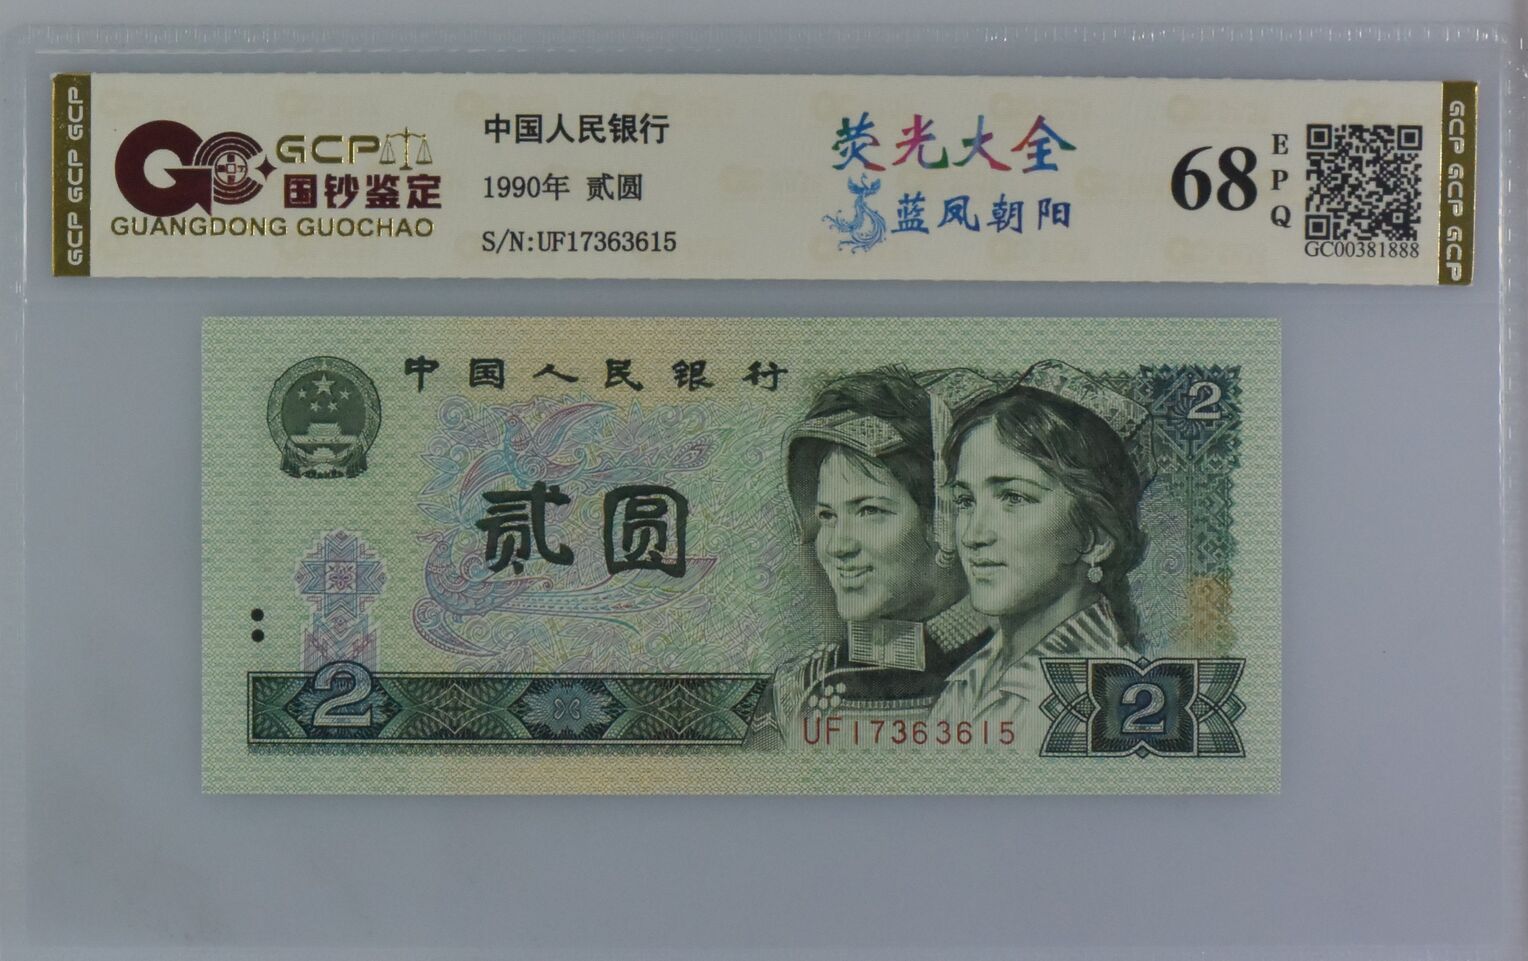 GCP GCP GCP
GCP
国钞鉴定
GUANGDONG GUOCHAO
中国人民银行
1990年 贰圆
S/N:UF17363615
荧光大全
蓝凤朝阳
68
EPQ
GC00381888
GCP GCP GCP
中国人民银行
2
贰圆
2
UF17363615
2